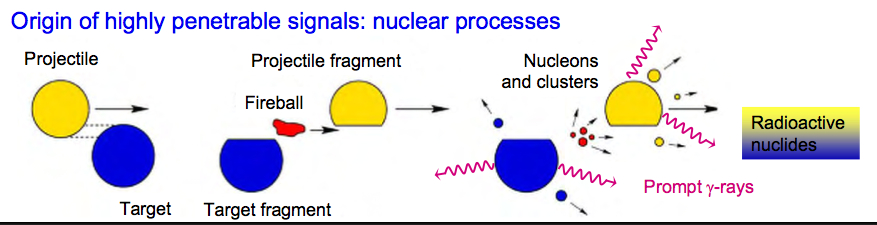 Origin of highly penetrable signals: nuclear processes
Projectile
Projectile fragment
Fireball
Nucleons
and clusters
Radioactive
nuclides
Prompt γ-rays
Target
Target fragment